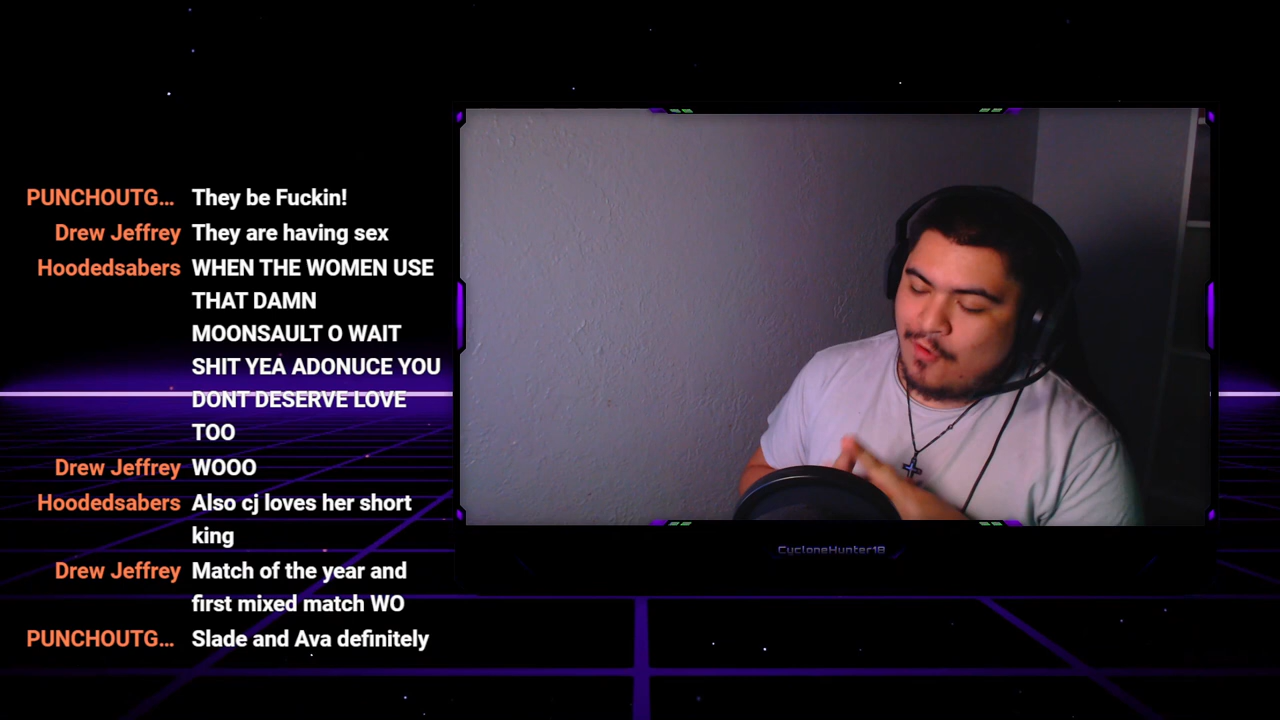 PUNCHOUTG... They be Fuckin!
Drew Jeffrey They are having sex
Hoodedsabers WHEN THE WOMEN USE
THAT DAMN
MOONSAULT O WAIT
SHIT YEA ADONUCE YOU
DONT DESERVE LOVE
TOO
Drew Jeffrey WOOO
Hoodedsabers Also cj loves her short
king
Drew Jeffrey Match of the year and
first mixed match WO
PUNCHOUTG... Slade and Ava definitely
CycloneHunter18